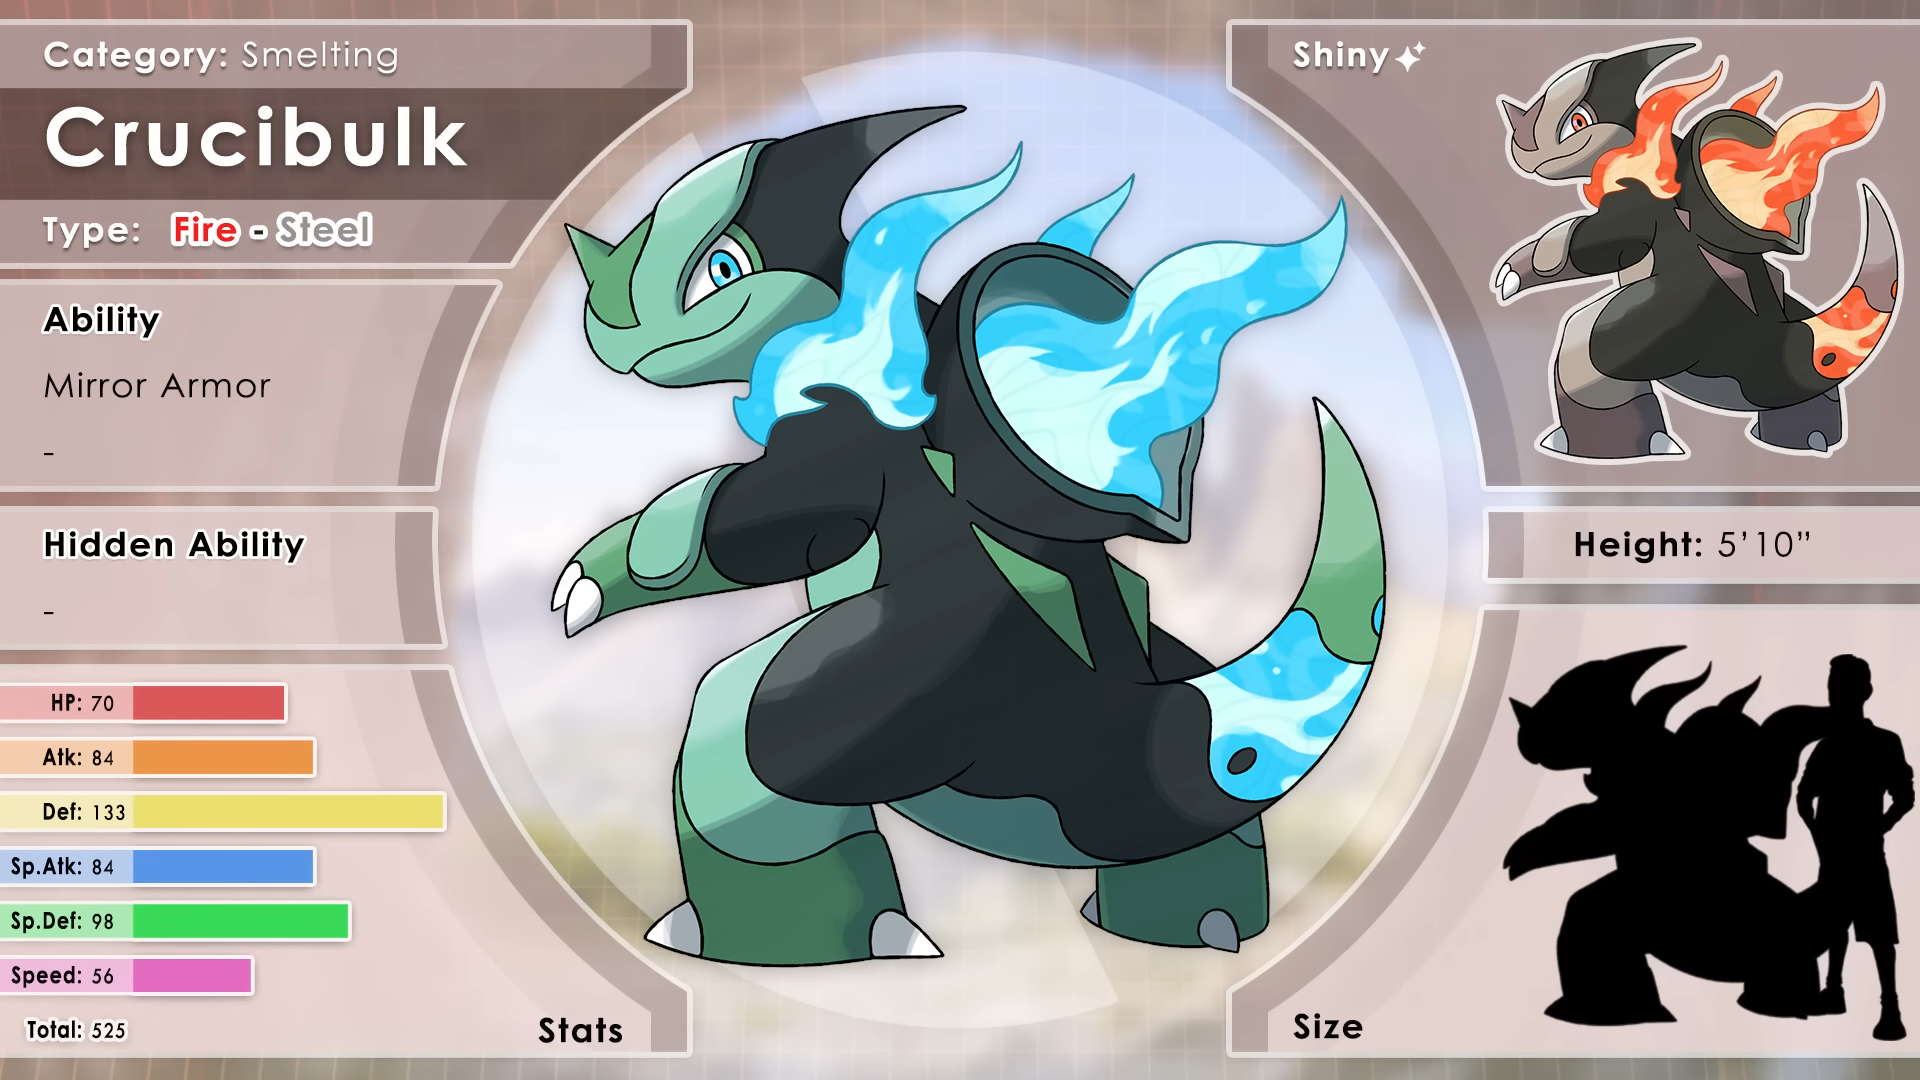 Category: Smelting
Crucibulk
Type: Fire - Steel
Ability
Mirror Armor
-
Hidden Ability
-
HP: 70
Atk: 84
Def: 133
Sp.Atk: 84
Sp.Def: 98
Speed: 56
Total: 525
Stats
Shiny
Height: 5’10”
Size